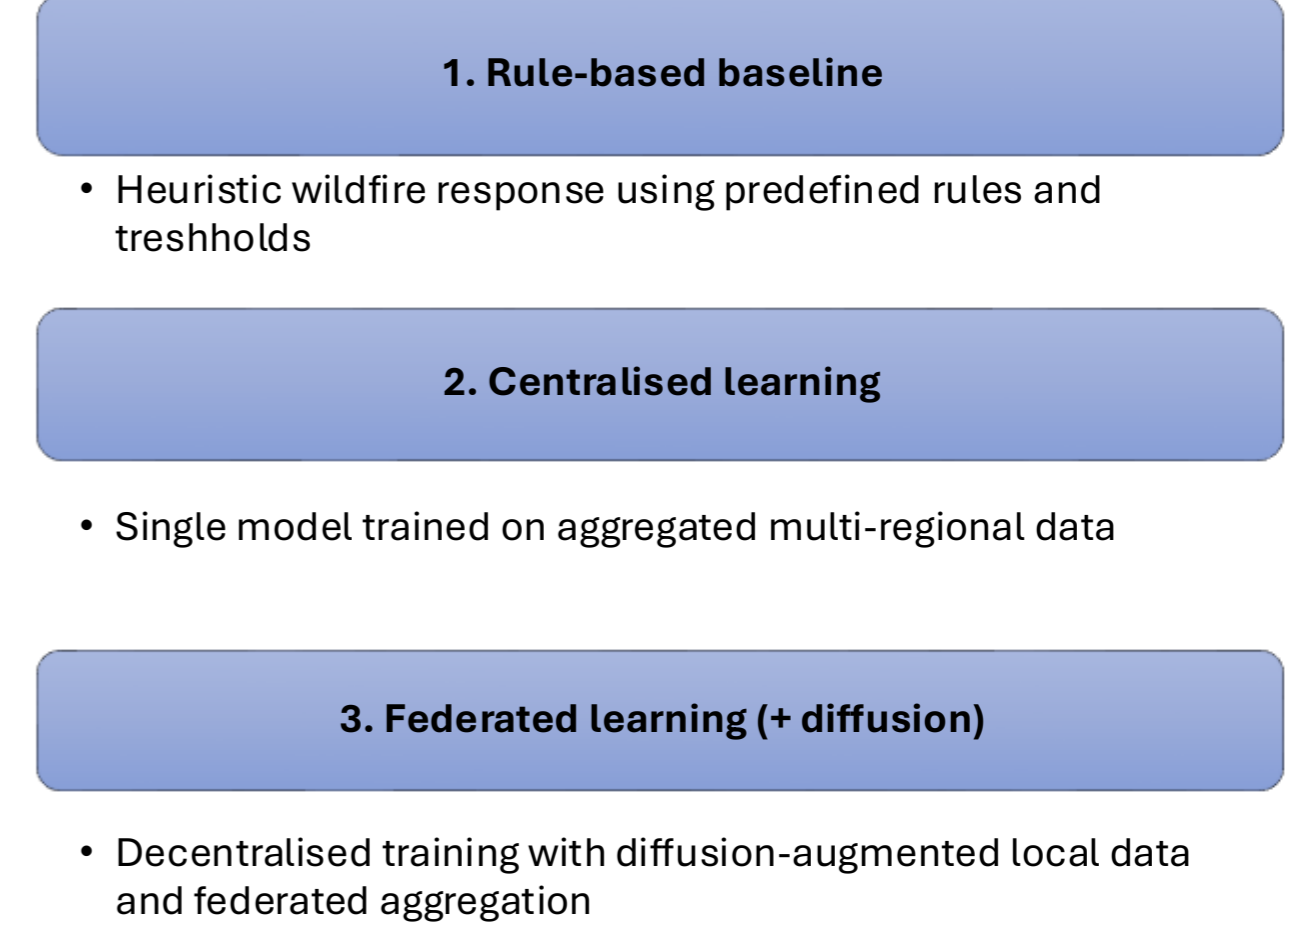 1. Rule-based baseline
• Heuristic wildfire response using predefined rules and
treshholds
2. Centralised learning
• Single model trained on aggregated multi-regional data
3. Federated learning (+ diffusion)
• Decentralised training with diffusion-augmented local data
and federated aggregation